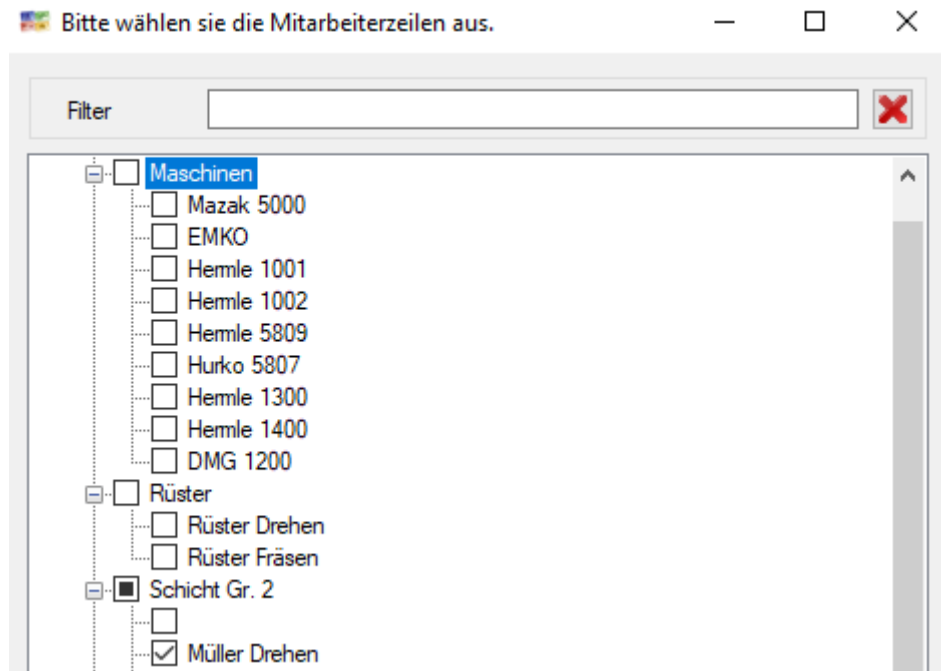 Bitte wählen sie die Mitarbeiterzeilen aus.
Filter
Maschinen
Mazak 5000
EMKO
Hermle 1001
Hermle 1002
Hermle 5809
Hurko 5807
Hermle 1300
Hermle 1400
DMG 1200
Rüster
Rüster Drehen
Rüster Fräsen
Schicht Gr. 2
Müller Drehen